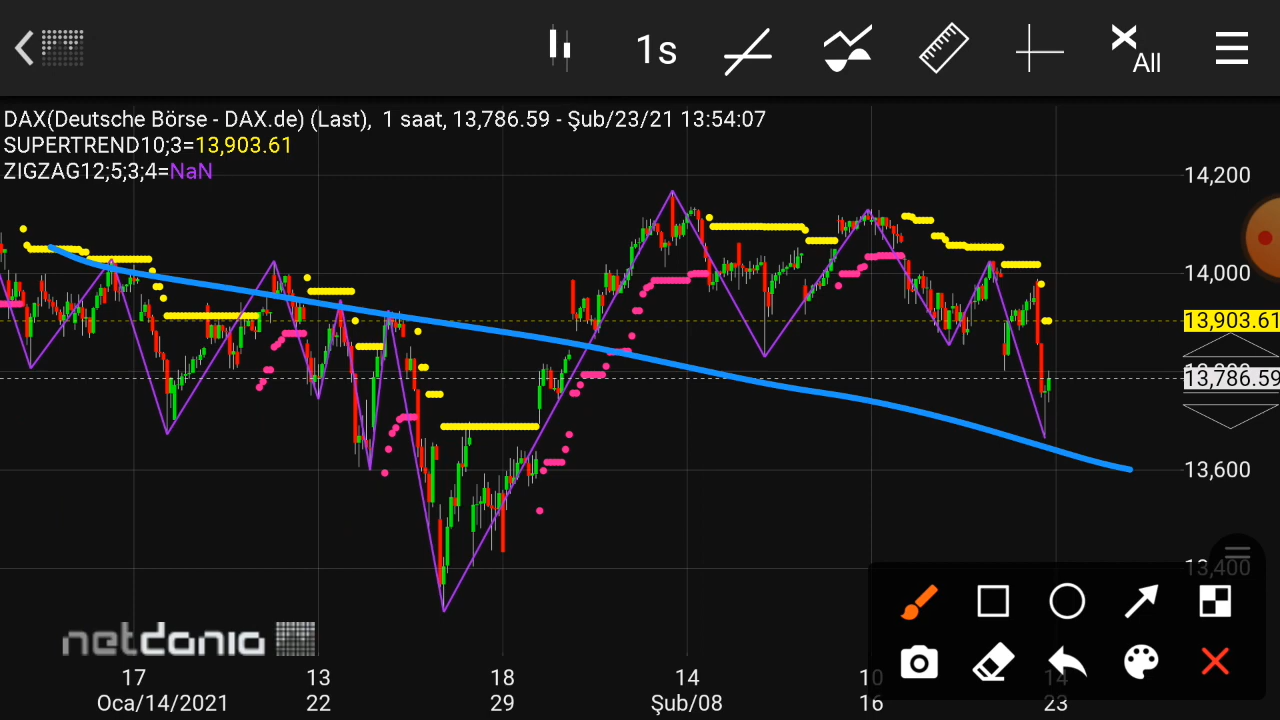 1s
All
DAX(Deutsche Börse - DAX.de) (Last), 1 saat, 13,786.59 - Şub/23/21 13:54:07
SUPERTREND10;3=13,903.61
ZIGZAG12;5;3;4=NaN
14,200
14,000
13,903.61
13,786.59
13,600
13,400
netdania
17 13 18 14 10 14
Oca/14/2021 22 29 Şub/08 16 23